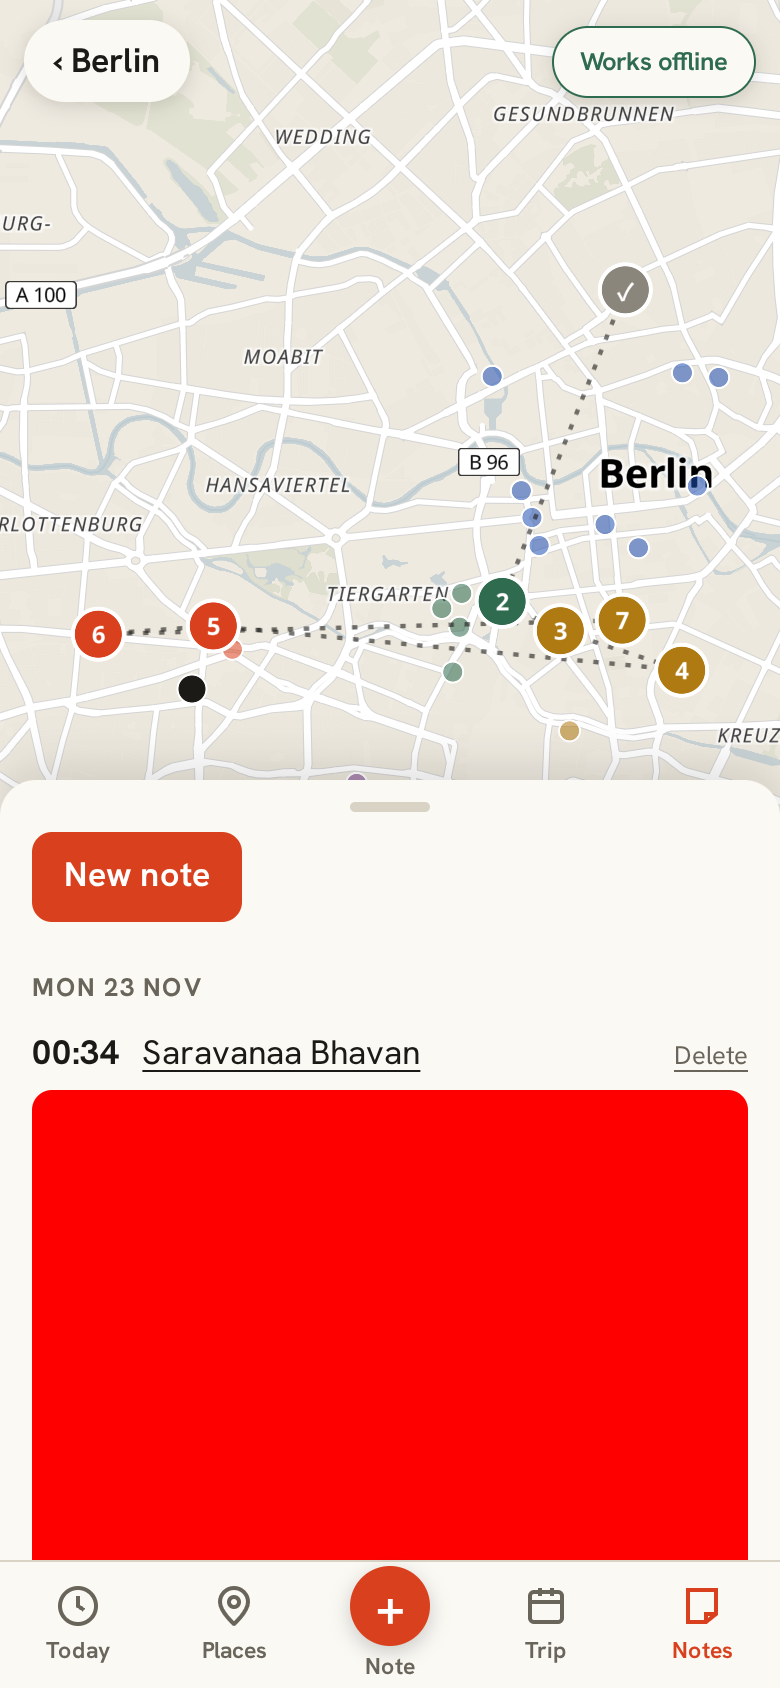 ‹ Berlin
Works offline
GESUNDBRUNNEN
WEDDING
URG-
A 100
✓
MOABIT
B 96
Berlin
HANSAVIERTEL
RLOTTENBURG
TIERGARTEN
2
5
6
3
7
4
KREUZ
New note
MON 23 NOV
00:34 Saravanaa Bhavan
Delete
Today
Places
+
Note
Trip
Notes